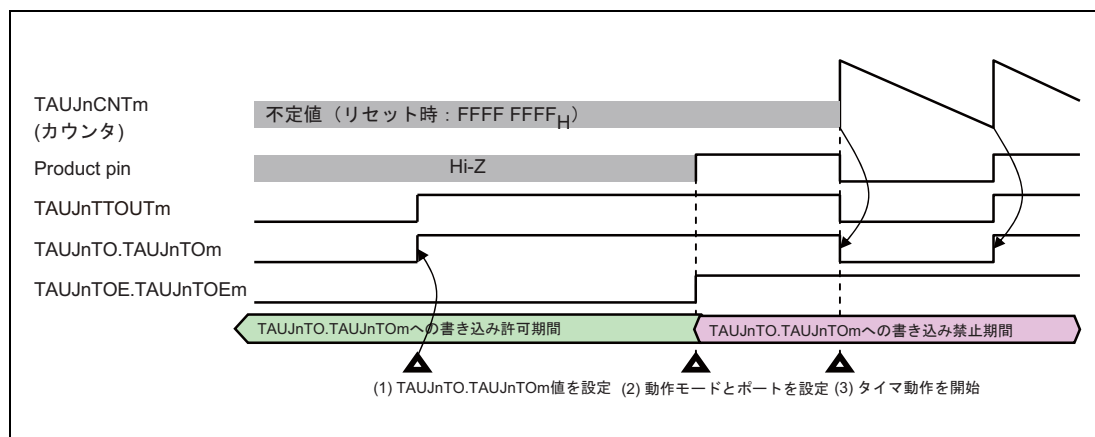 TAUJnCNTm
(カウンタ)
不定値（リセット時：FFFF FFFFH）
Product pin
Hi-Z
TAUJnTTOUTm
TAUJnTO.TAUJnTOm
TAUJnTOE.TAUJnTOEm
TAUJnTO.TAUJnTOmへの書き込み許可期間
TAUJnTO.TAUJnTOmへの書き込み禁止期間
(1) TAUJnTO.TAUJnTOm値を設定
(2) 動作モードとポートを設定
(3) タイマ動作を開始